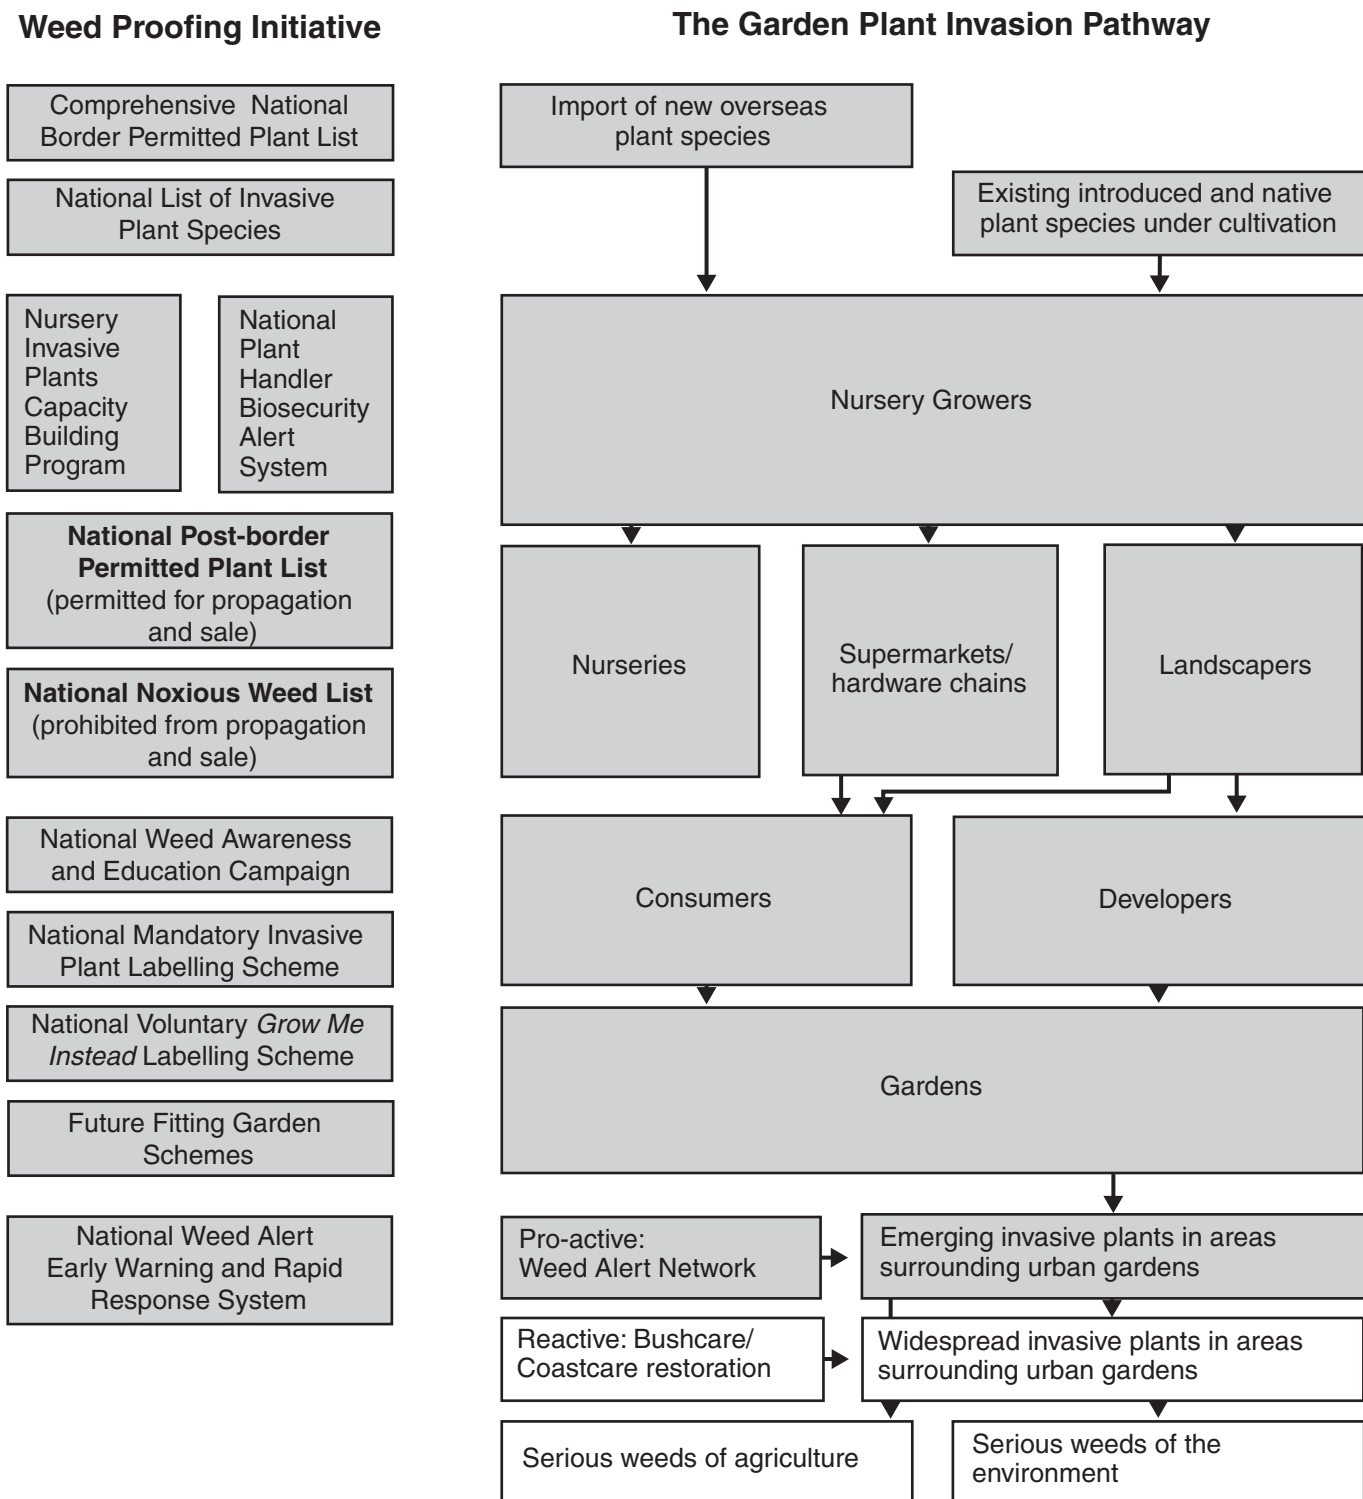 Weed Proofing Initiative
Comprehensive National
Border Permitted Plant List
National List of Invasive
Plant Species
Nursery
Invasive
Plants
Capacity
Building
Program
National
Plant
Handler
Biosecurity
Alert
System
National Post-border
Permitted Plant List
(permitted for propagation
and sale)
National Noxious Weed List
(prohibited from propagation
and sale)
National Weed Awareness
and Education Campaign
National Mandatory Invasive
Plant Labelling Scheme
National Voluntary Grow Me
Instead Labelling Scheme
Future Fitting Garden
Schemes
National Weed Alert
Early Warning and Rapid
Response System
The Garden Plant Invasion Pathway
Import of new overseas
plant species
Existing introduced and native
plant species under cultivation
Nursery Growers
Nurseries
Supermarkets/
hardware chains
Landscapers
Consumers
Developers
Gardens
Pro-active:
Weed Alert Network
Emerging invasive plants in areas
surrounding urban gardens
Reactive: Bushcare/
Coastcare restoration
Widespread invasive plants in areas
surrounding urban gardens
Serious weeds of agriculture
Serious weeds of the
environment